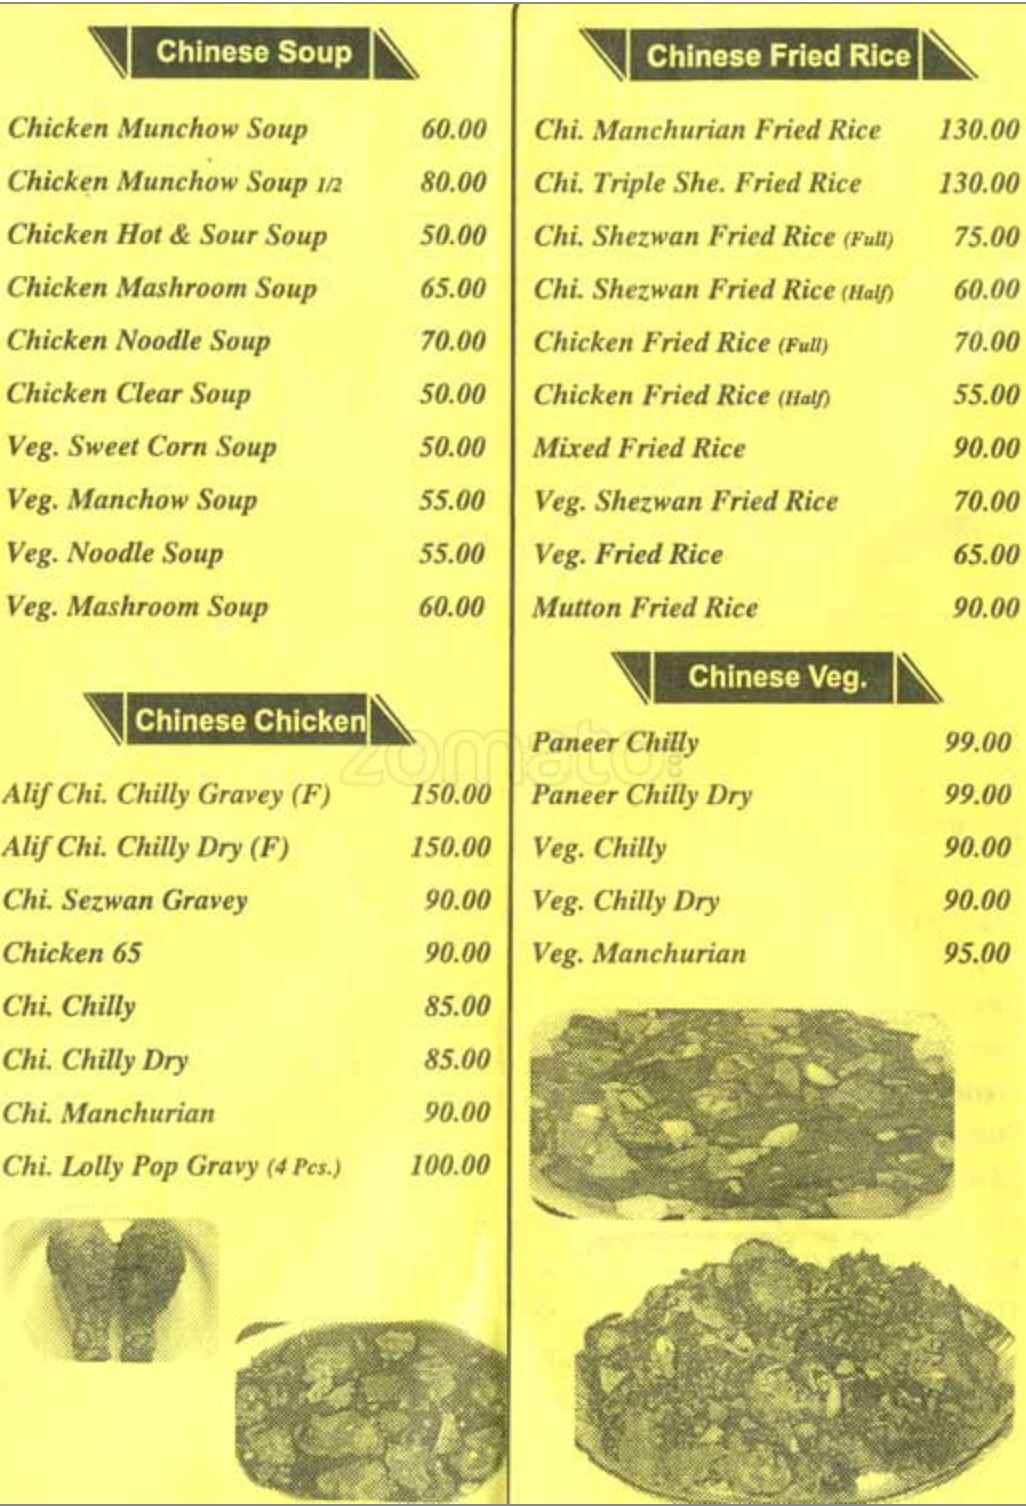 Chinese Soup
Chicken Munchow Soup 60.00
Chicken Munchow Soup 1/2 80.00
Chicken Hot & Sour Soup 50.00
Chicken Mashroom Soup 65.00
Chicken Noodle Soup 70.00
Chicken Clear Soup 50.00
Veg. Sweet Corn Soup 50.00
Veg. Manchow Soup 55.00
Veg. Noodle Soup 55.00
Veg. Mashroom Soup 60.00
Chinese Chicken
Alif Chi. Chilly Gravey (F) 150.00
Alif Chi. Chilly Dry (F) 150.00
Chi. Sezwan Gravey 90.00
Chicken 65 90.00
Chi. Chilly 85.00
Chi. Chilly Dry 85.00
Chi. Manchurian 90.00
Chi. Lolly Pop Gravy (4 Pcs.) 100.00
Chinese Fried Rice
Chi. Manchurian Fried Rice 130.00
Chi. Triple She. Fried Rice 130.00
Chi. Shezwan Fried Rice (Full) 75.00
Chi. Shezwan Fried Rice (Half) 60.00
Chicken Fried Rice (Full) 70.00
Chicken Fried Rice (Half) 55.00
Mixed Fried Rice 90.00
Veg. Shezwan Fried Rice 70.00
Veg. Fried Rice 65.00
Mutton Fried Rice 90.00
Chinese Veg.
Paneer Chilly 99.00
Paneer Chilly Dry 99.00
Veg. Chilly 90.00
Veg. Chilly Dry 90.00
Veg. Manchurian 95.00
zomato